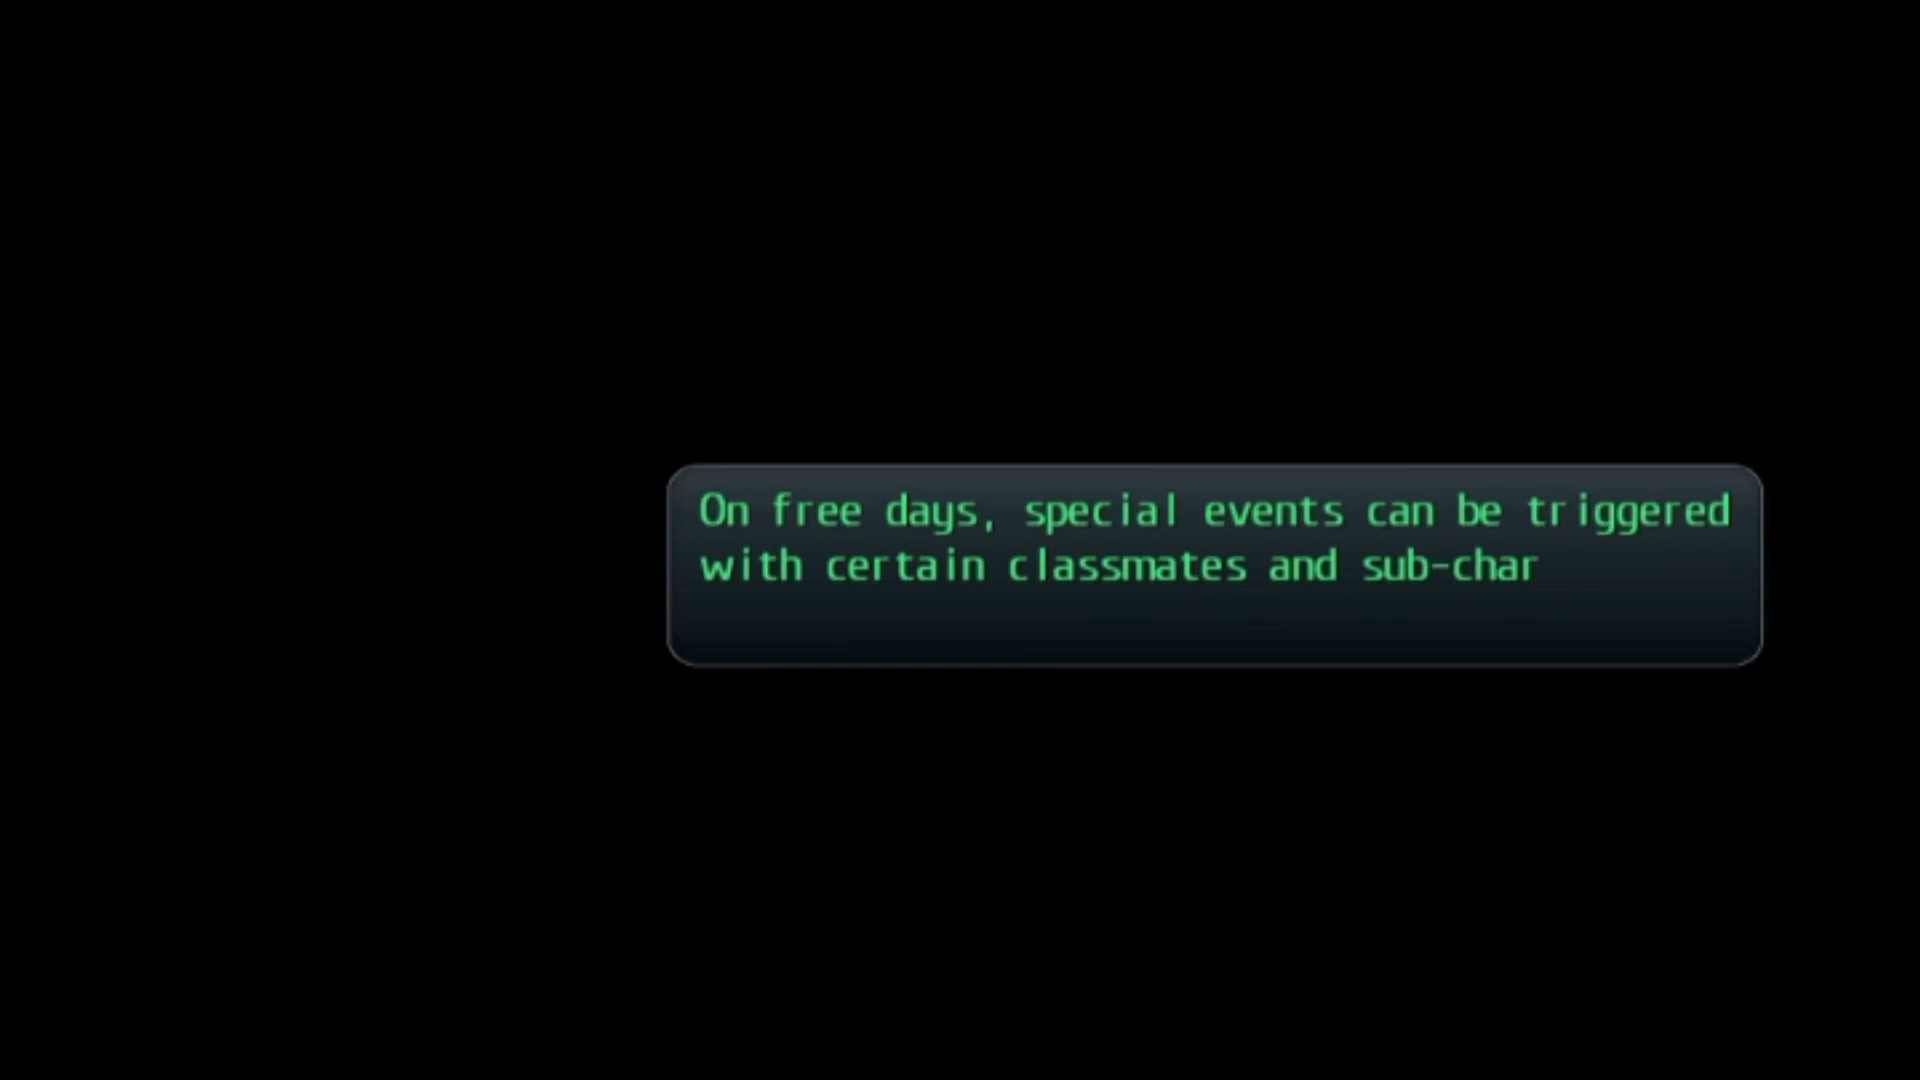 On free days, special events can be triggered
with certain classmates and sub-char